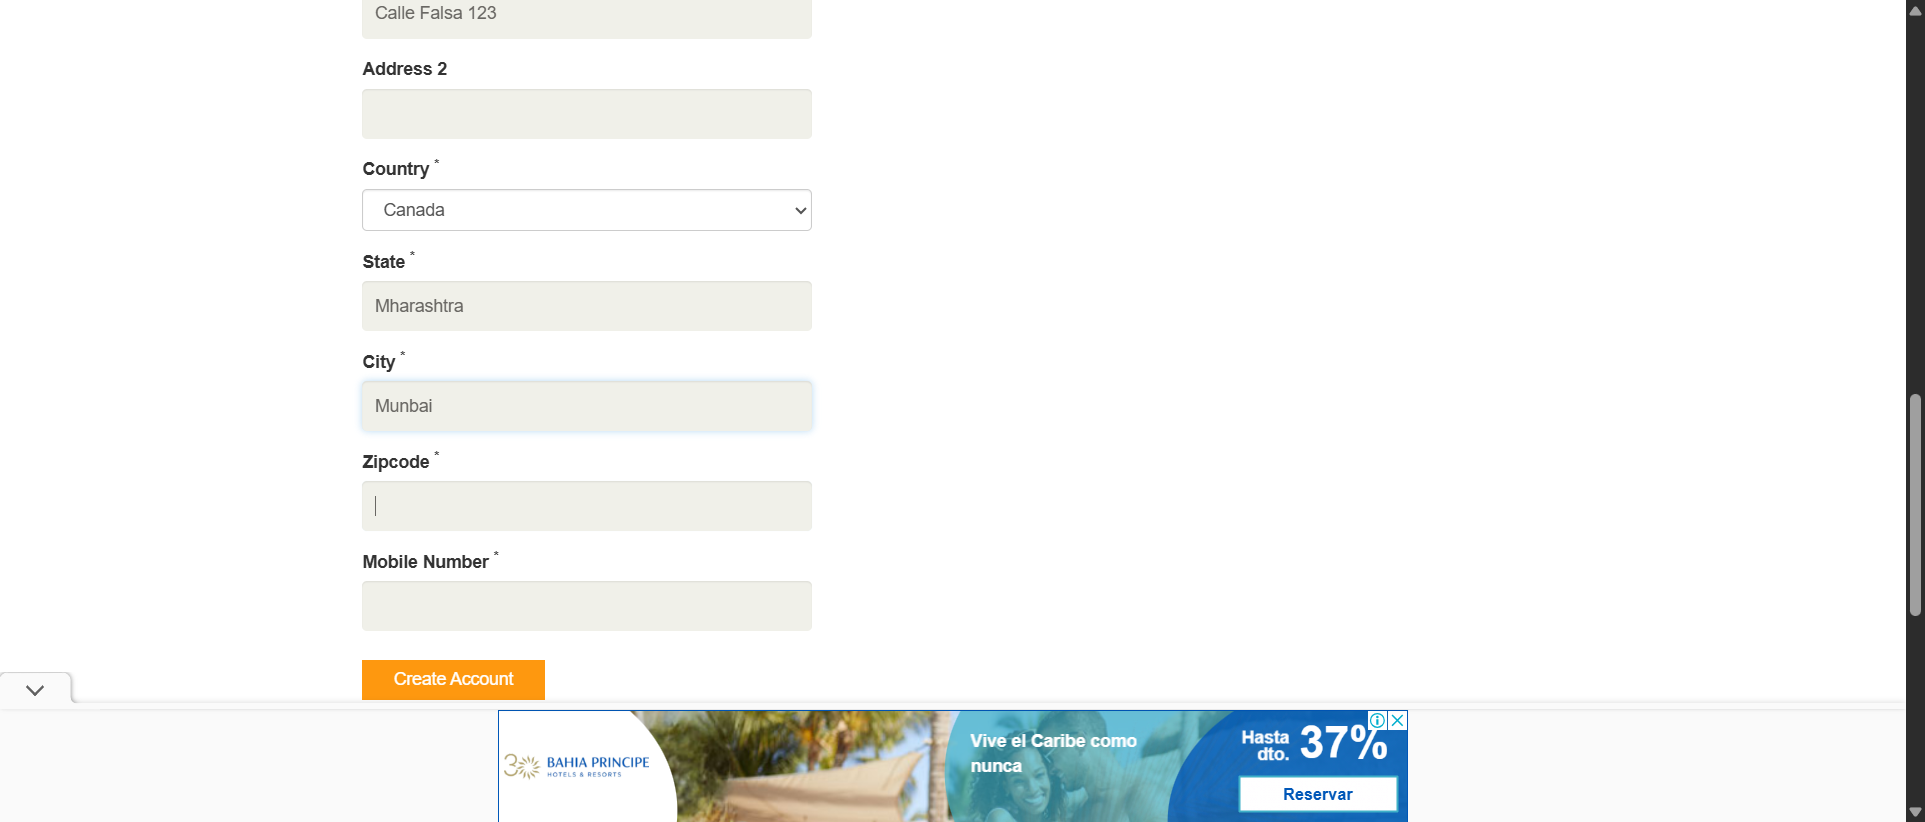 Calle Falsa 123
Address 2
Country *
Canada
State *
Mharashtra
City *
Munbai
Zipcode *
Mobile Number *
Create Account
30 BAHIA PRINCIPE
HOTELS & RESORTS
Vive el Caribe como
nunca
Hasta
dto. 37%
Reservar